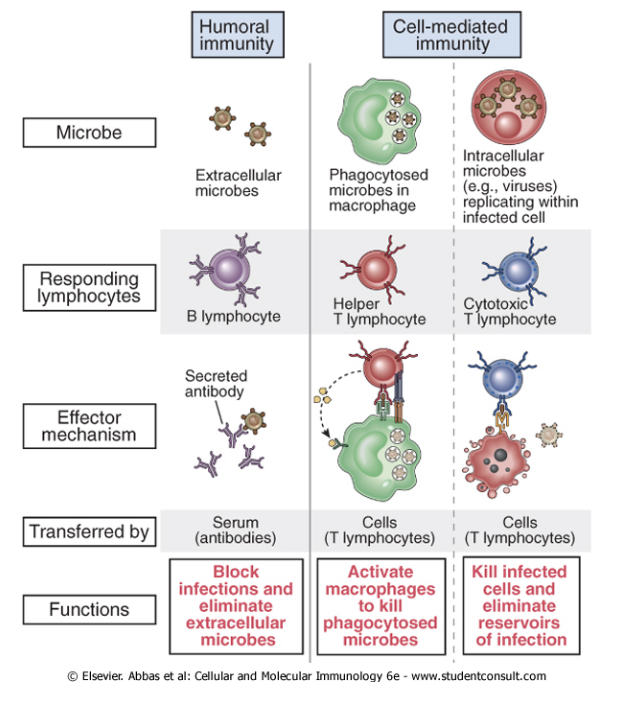 Humoral
immunity
Cell-mediated
immunity
Microbe
Extracellular
microbes
Phagocytosed
microbes in
macrophage
Intracellular
microbes
(e.g., viruses)
replicating within
infected cell
Responding
lymphocytes
B lymphocyte
Helper
T lymphocyte
Cytotoxic
T lymphocyte
Effector
mechanism
Secreted
antibody
Transferred by
Serum
(antibodies)
Cells
(T lymphocytes)
Cells
(T lymphocytes)
Functions
Block
infections and
eliminate
extracellular
microbes
Activate
macrophages
to kill
phagocytosed
microbes
Kill infected
cells and
eliminate
reservoirs
of infection
© Elsevier. Abbas et al: Cellular and Molecular Immunology 6e - www.studentconsult.com